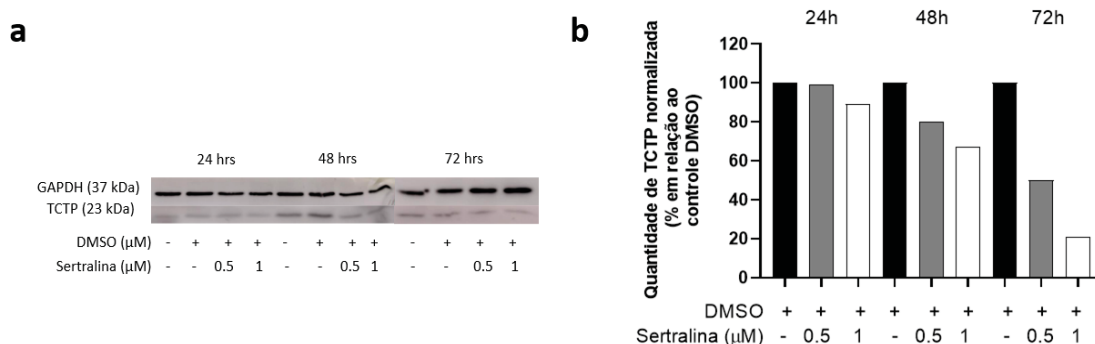 a
24 hrs 48 hrs 72 hrs
GAPDH (37 kDa)
TCTP (23 kDa)
DMSO (µM) - + + + - + + + - + + +
Sertralina (µM) - - 0.5 1 - - 0.5 1 - - 0.5 1
b
24h 48h 72h
Quantidade de TCTP normalizada
(% em relação ao
controle DMSO)
120
100
80
60
40
20
0
DMSO + + + + + + + + +
Sertralina (µM) - 0.5 1 - 0.5 1 - 0.5 1